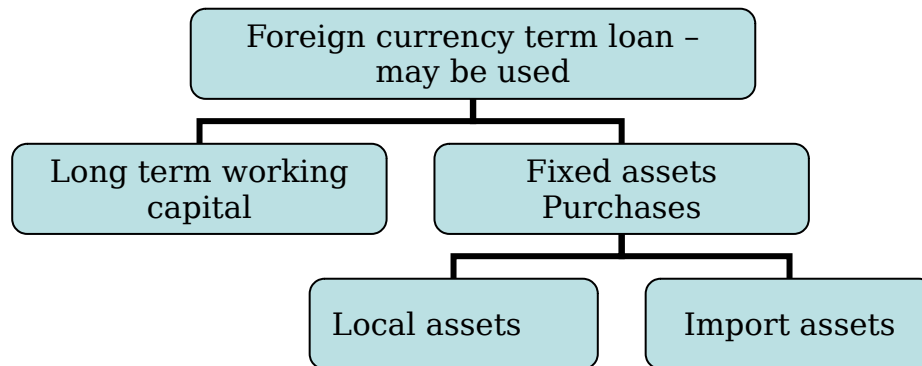 Foreign currency term loan –
may be used
Long term working
capital
Fixed assets
Purchases
Local assets
Import assets